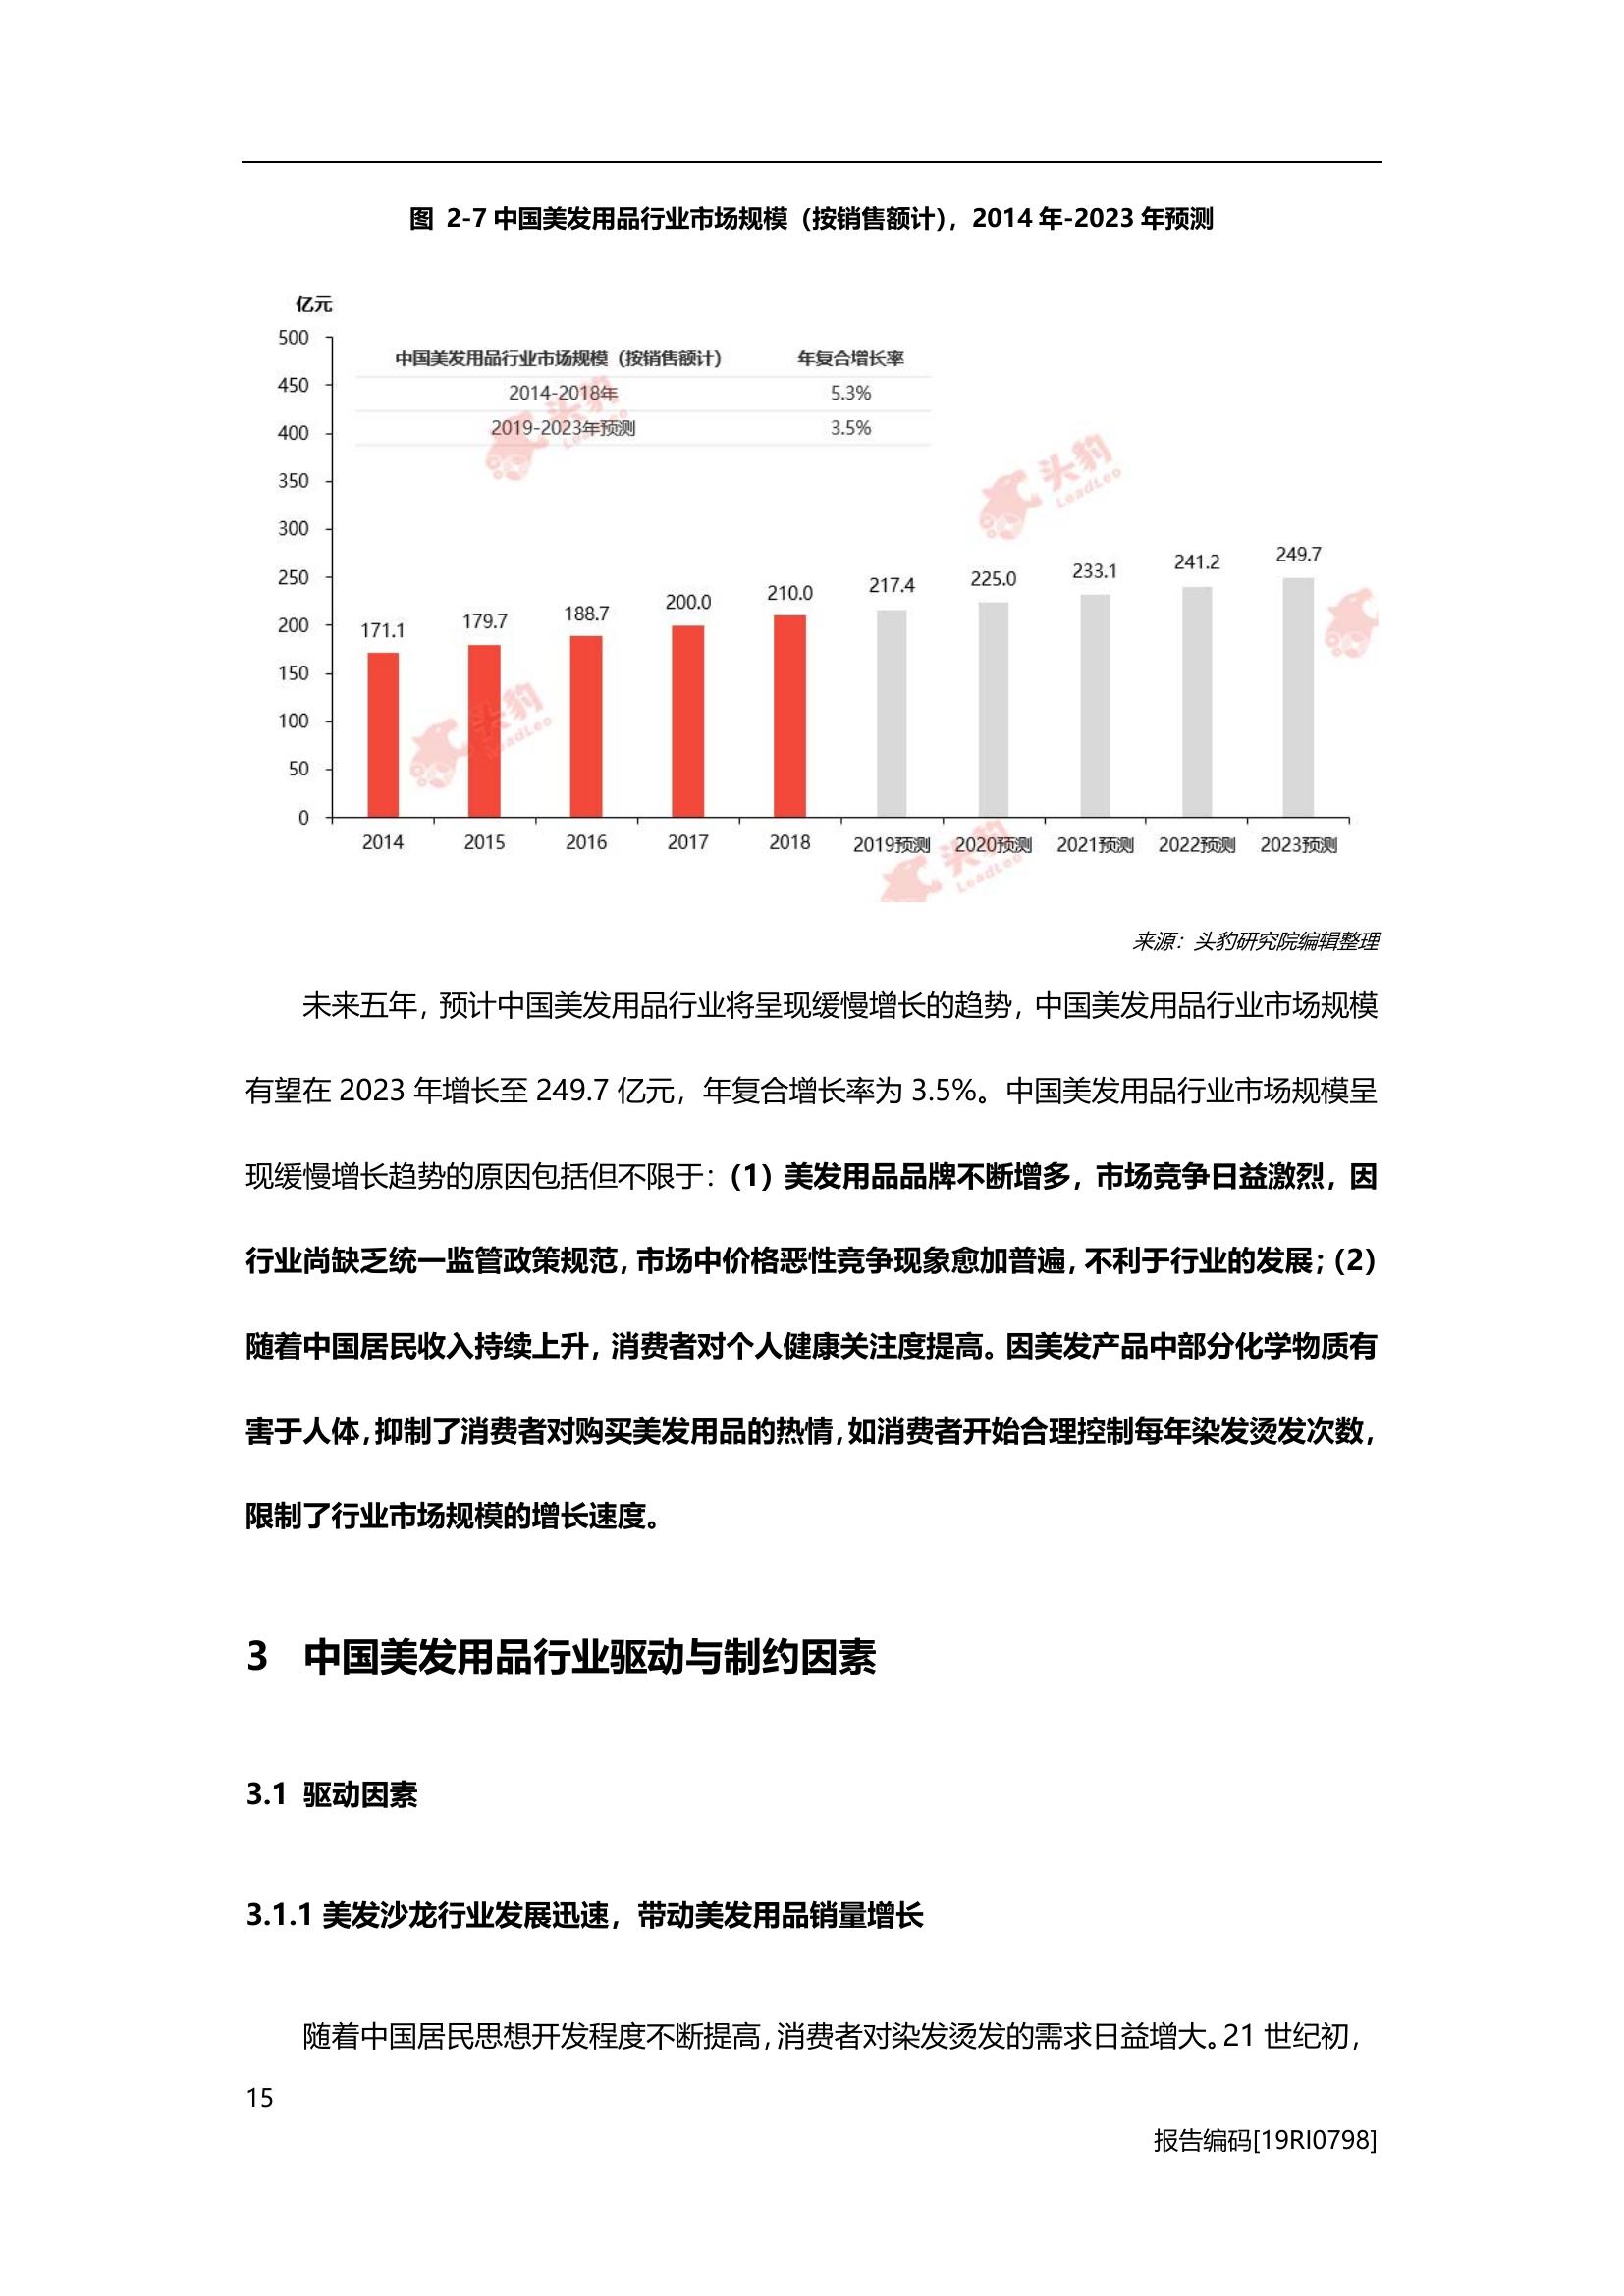 图 2-7 中国美发用品行业市场规模（按销售额计），2014 年-2023 年预测
亿元
500
450
400
350
300
250
200
150
100
50
0
中国美发用品行业市场规模（按销售额计） 年复合增长率
2014-2018年 5.3%
2019-2023年预测 3.5%
171.1 179.7 188.7 200.0 210.0 217.4 225.0 233.1 241.2 249.7
2014 2015 2016 2017 2018 2019预测 2020预测 2021预测 2022预测 2023预测
头豹
LeadLeo
头豹
LeadLeo
头豹
LeadLeo
头豹
LeadLeo
来源：头豹研究院编辑整理
未来五年，预计中国美发用品行业将呈现缓慢增长的趋势，中国美发用品行业市场规模
有望在 2023 年增长至 249.7 亿元，年复合增长率为 3.5%。中国美发用品行业市场规模呈
现缓慢增长趋势的原因包括但不限于：（1）美发用品品牌不断增多，市场竞争日益激烈，因
行业尚缺乏统一监管政策规范，市场中价格恶性竞争现象愈加普遍，不利于行业的发展；（2）
随着中国居民收入持续上升，消费者对个人健康关注度提高。因美发产品中部分化学物质有
害于人体，抑制了消费者对购买美发用品的热情，如消费者开始合理控制每年染发烫发次数，
限制了行业市场规模的增长速度。
3 中国美发用品行业驱动与制约因素
3.1 驱动因素
3.1.1 美发沙龙行业发展迅速，带动美发用品销量增长
随着中国居民思想开发程度不断提高，消费者对染发烫发的需求日益增大。21 世纪初，
15
报告编码[19RI0798]